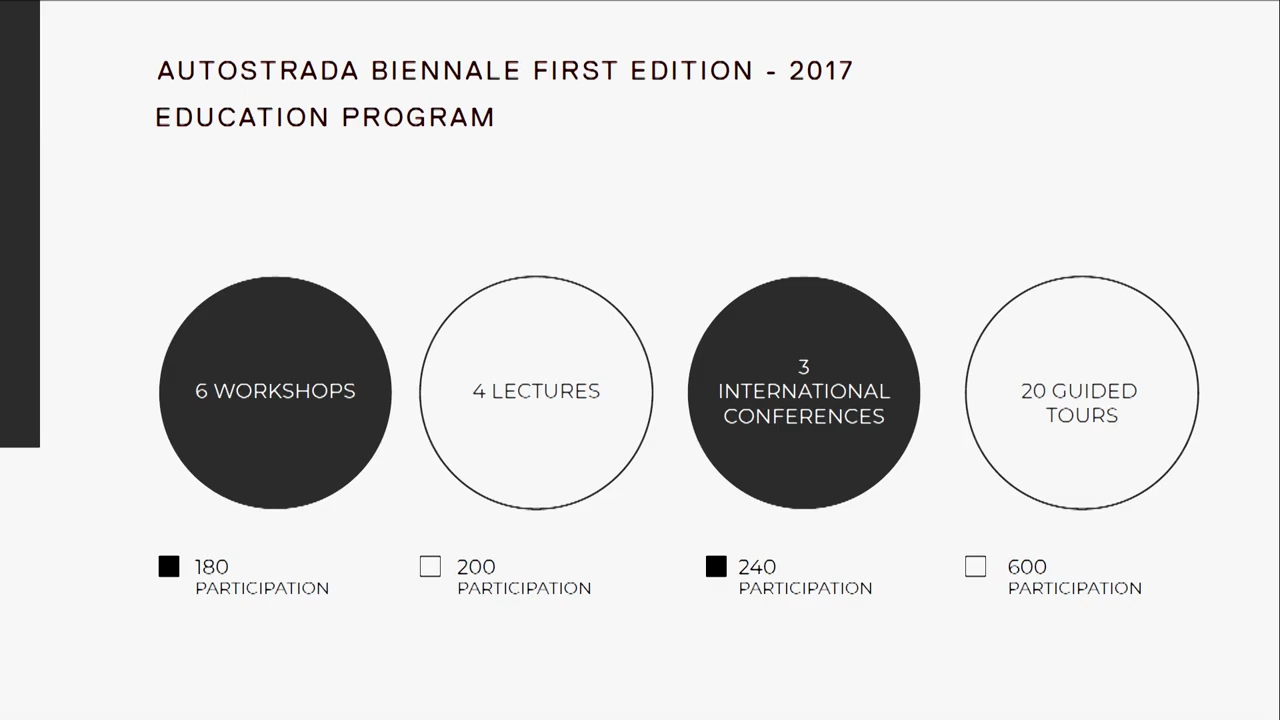 AUTOSTRADA BIENNALE FIRST EDITION - 2017
EDUCATION PROGRAM
6 WORKSHOPS
4 LECTURES
3
INTERNATIONAL
CONFERENCES
20 GUIDED
TOURS
180
PARTICIPATION
200
PARTICIPATION
240
PARTICIPATION
600
PARTICIPATION